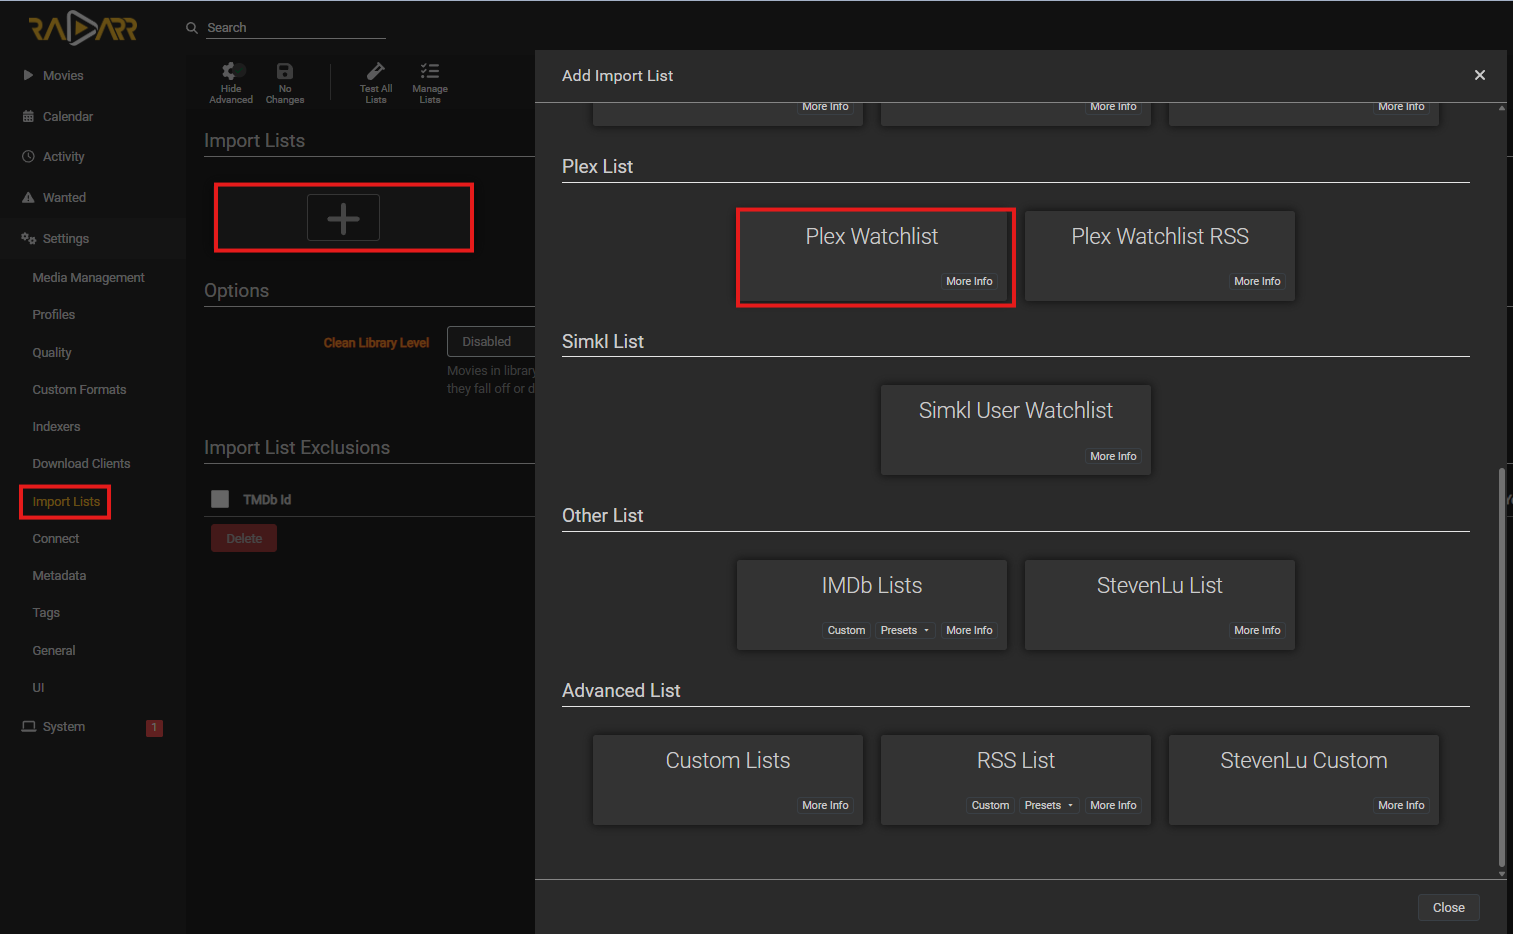 RADARR
Search
Movies
Calendar
Activity
Wanted
Settings
Media Management
Profiles
Quality
Custom Formats
Indexers
Download Clients
Import Lists
Connect
Metadata
Tags
General
UI
System
1
Hide
Advanced
No
Changes
Test All
Lists
Manage
Lists
Import Lists
Options
Clean Library Level
Disabled
Movies in library
they fall off or d
Import List Exclusions
TMDb Id
Delete
Add Import List
More Info
More Info
More Info
Plex List
Plex Watchlist
More Info
Plex Watchlist RSS
More Info
Simkl List
Simkl User Watchlist
More Info
Other List
IMDb Lists
Custom Presets More Info
StevenLu List
More Info
Advanced List
Custom Lists
More Info
RSS List
Custom Presets More Info
StevenLu Custom
More Info
Close